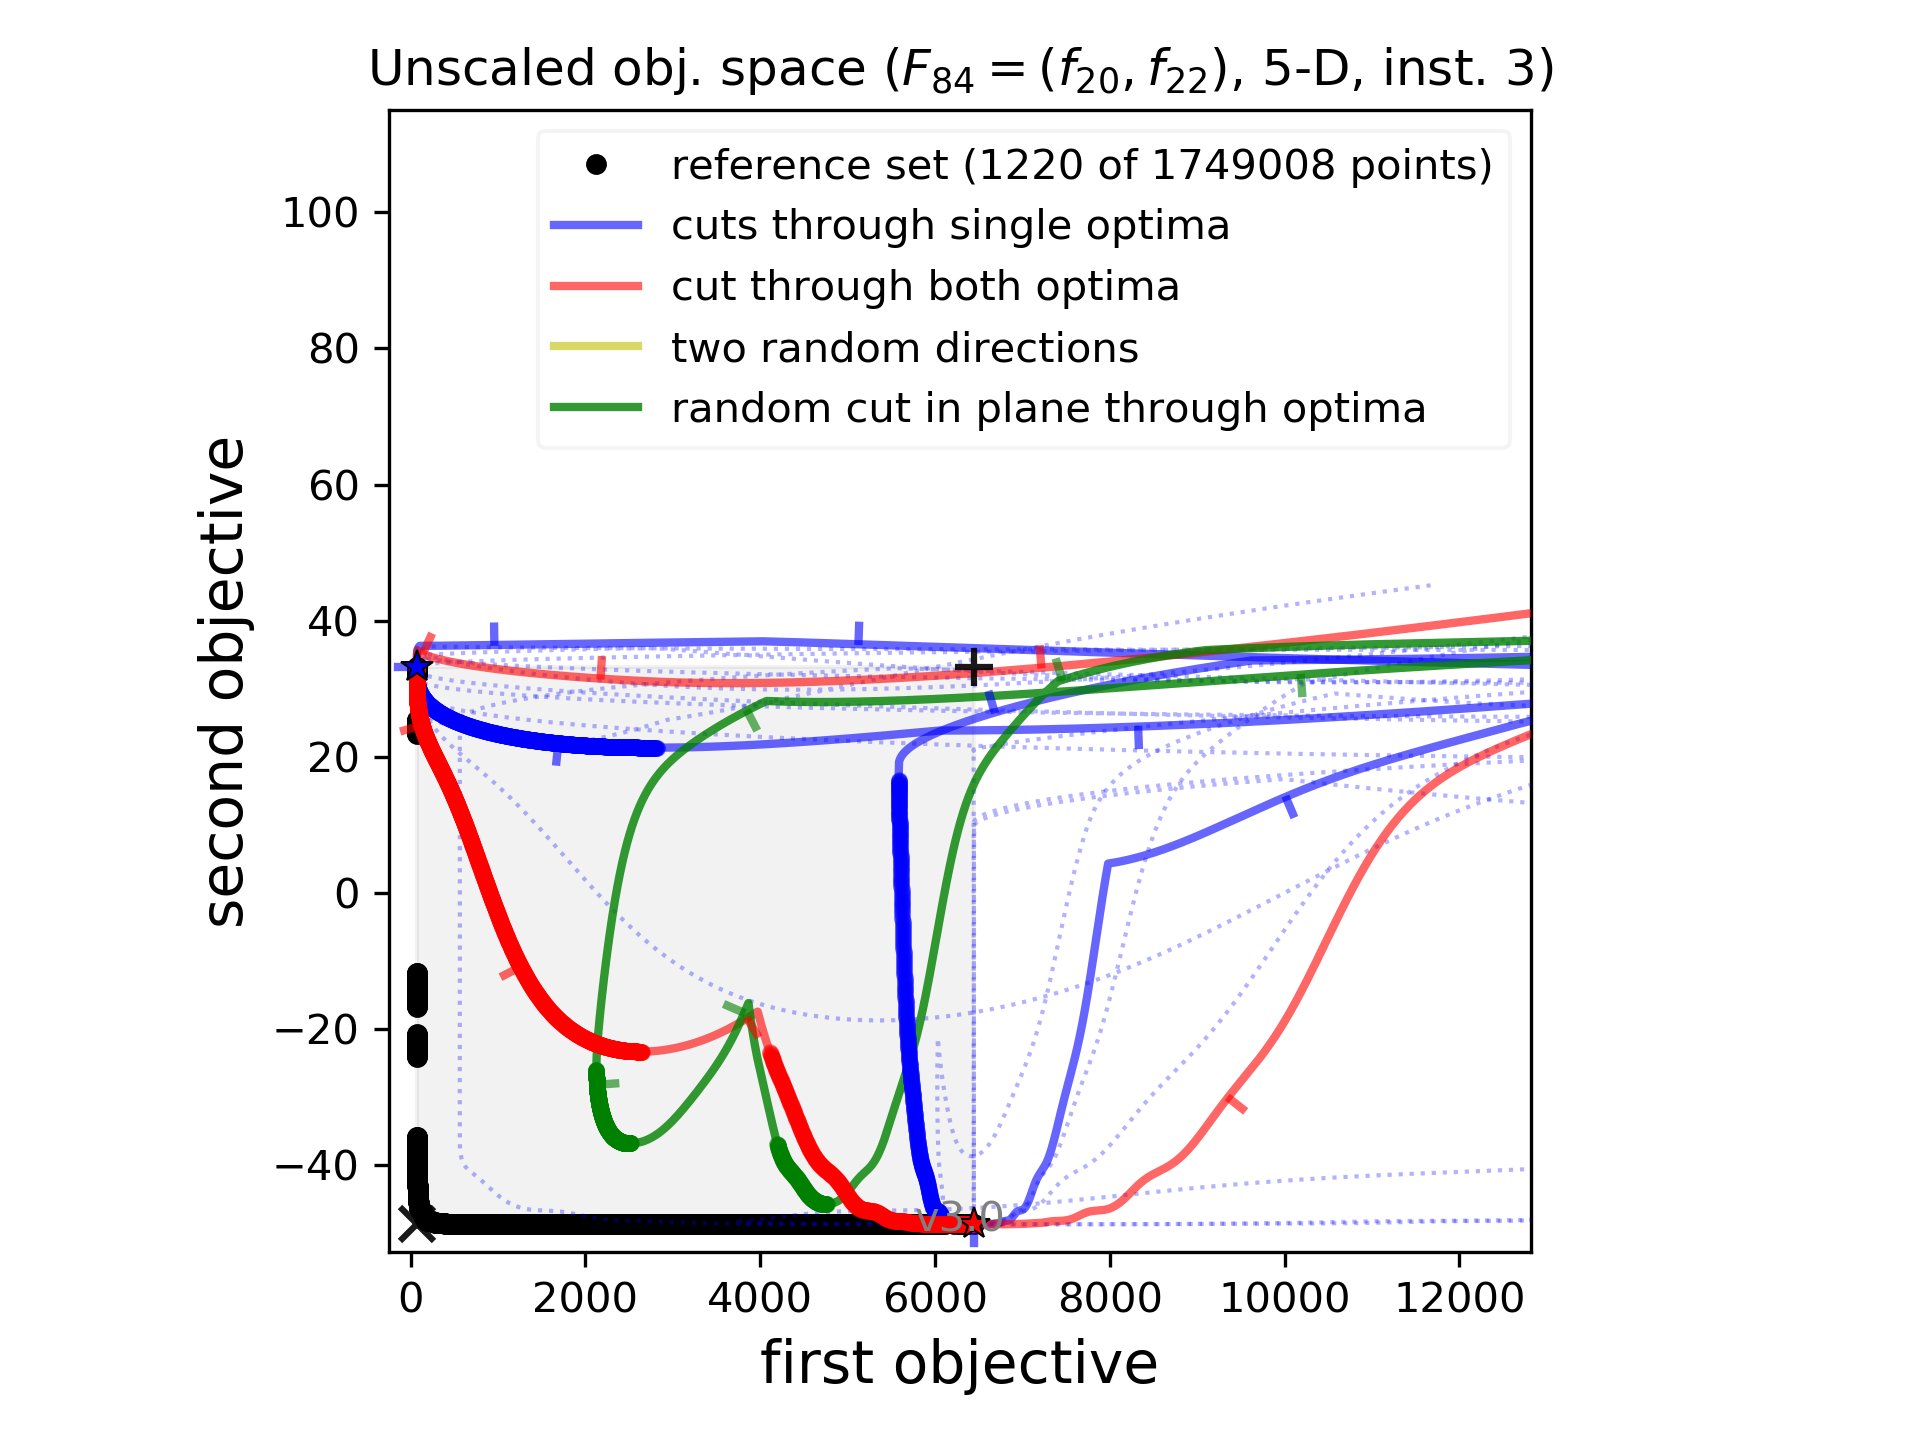 Unscaled obj. space (F84 = (f20, f22), 5-D, inst. 3)
reference set (1220 of 1749008 points)
cuts through single optima
cut through both optima
two random directions
random cut in plane through optima
second objective
100
80
60
40
20
0
−20
−40
v3.0
0 2000 4000 6000 8000 10000 12000
first objective